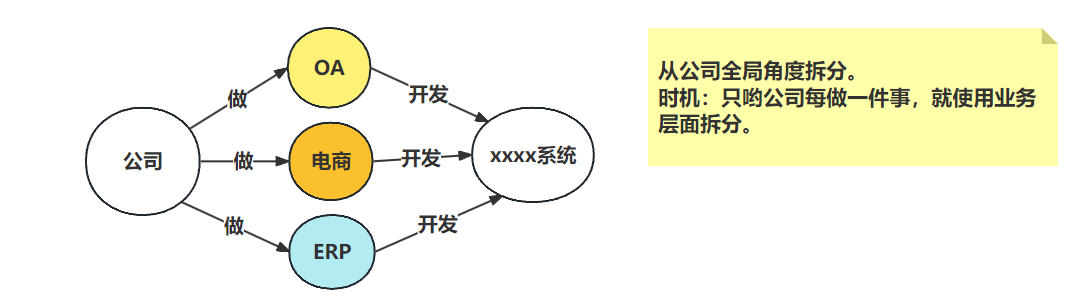 OA
做
开发
公司
做
电商
开发
xxxx系统
做
ERP
开发
从公司全局角度拆分。
时机：只哟公司每做一件事，就使用业务
层面拆分。